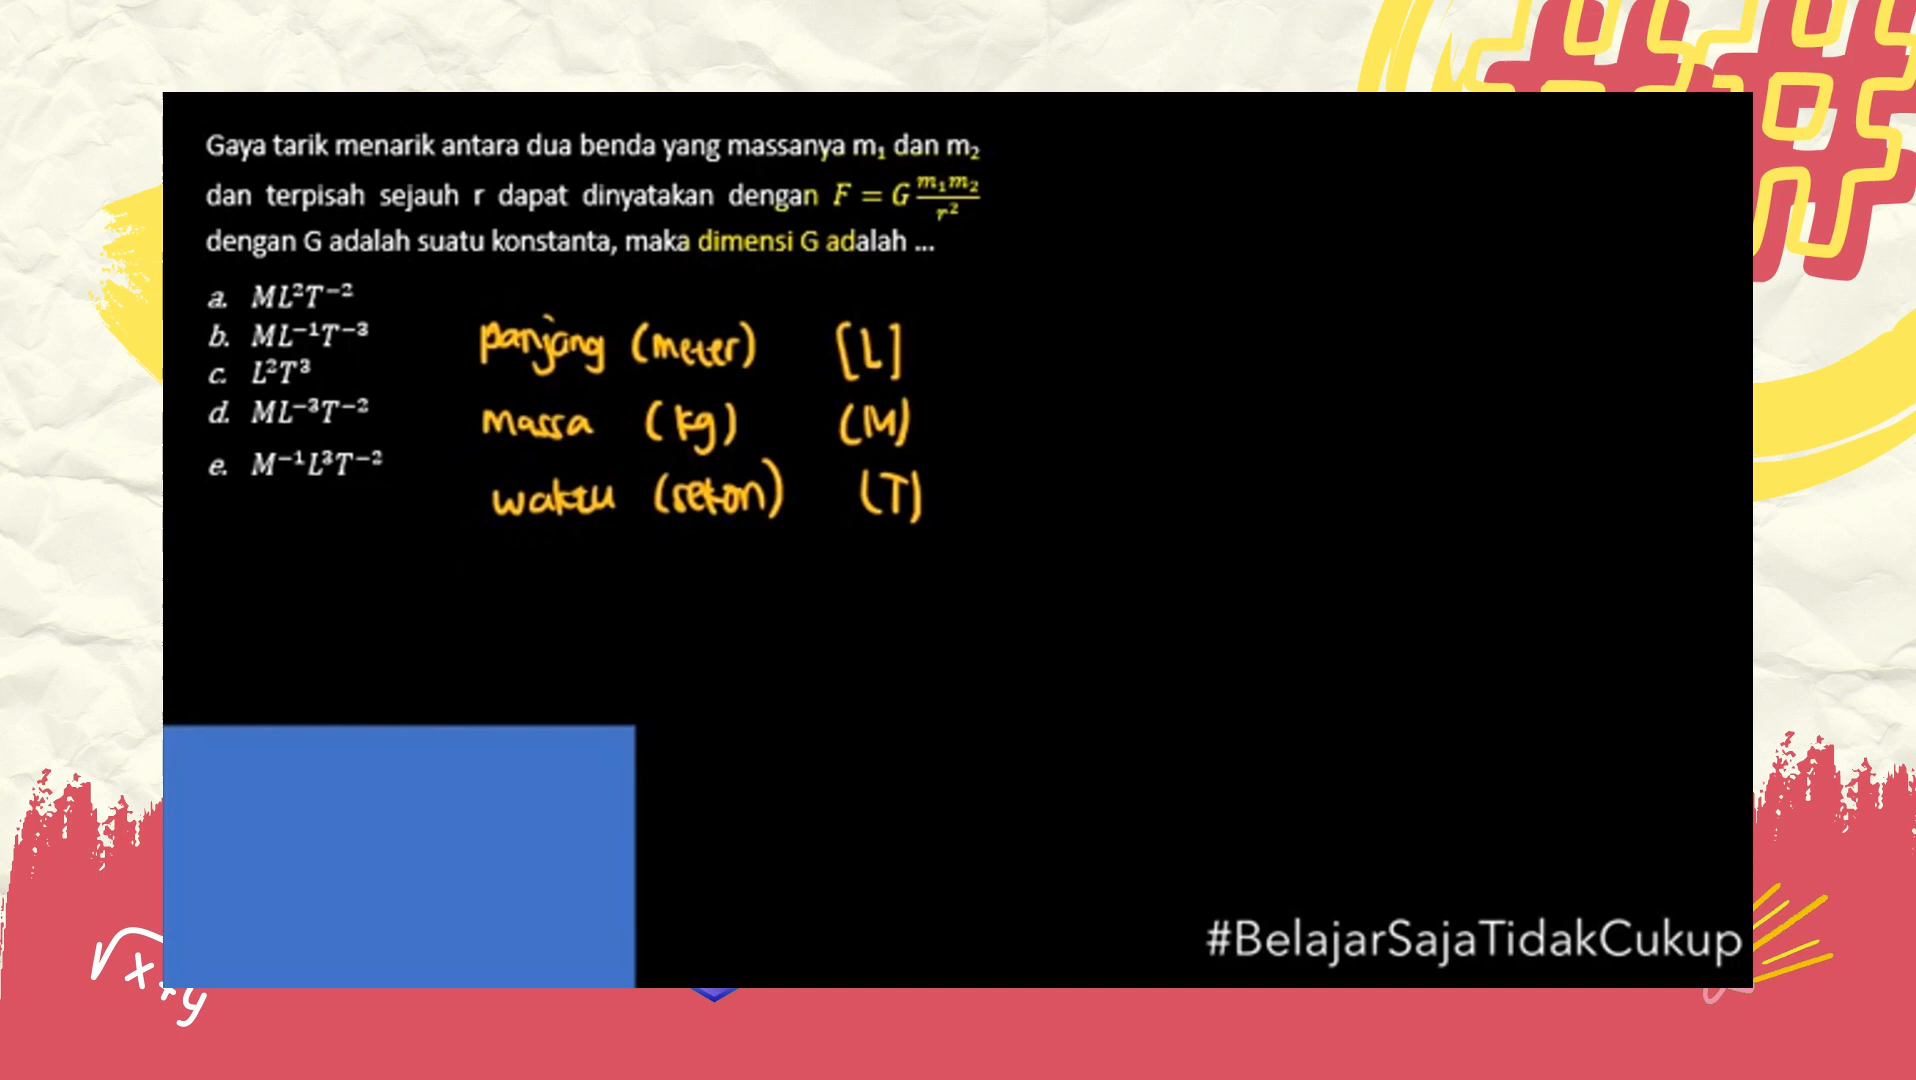 Gaya tarik menarik antara dua benda yang massanya m₁ dan m₂
dan terpisah sejauh r dapat dinyatakan dengan F = G m₁m₂/r²
dengan G adalah suatu konstanta, maka dimensi G adalah ...
a. ML²T⁻²
b. ML⁻¹T⁻³
c. L²T³
d. ML⁻³T⁻²
e. M⁻¹L³T⁻²
panjang (meter) [L]
massa (kg) (M)
waktu (sekon) (T)
#BelajarSajaTidakCukup
√x+y